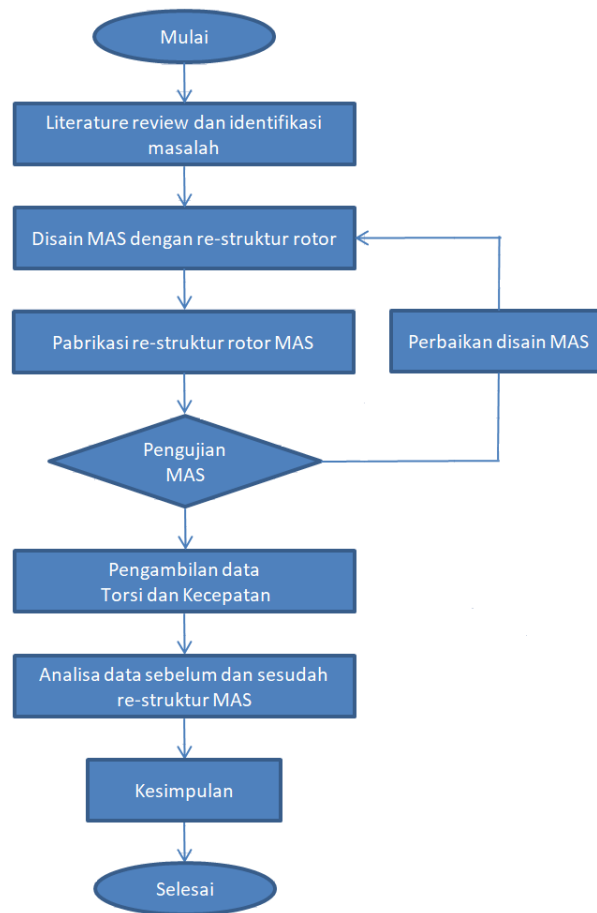 Mulai
Literature review dan identifikasi
masalah
Disain MAS dengan re-struktur rotor
Pabrikasi re-struktur rotor MAS
Perbaikan disain MAS
Pengujian
MAS
Pengambilan data
Torsi dan Kecepatan
Analisa data sebelum dan sesudah
re-struktur MAS
Kesimpulan
Selesai